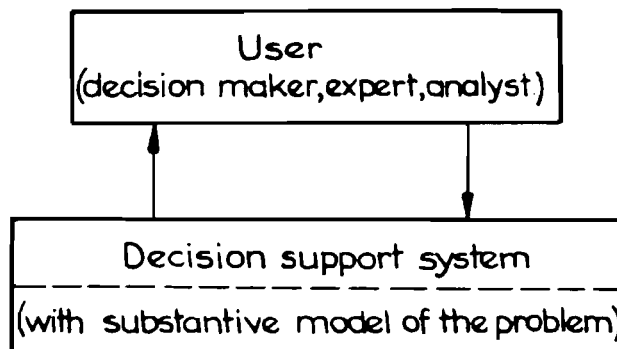 User
(decision maker,expert,analyst)
Decision support system
(with substantive model of the problem)